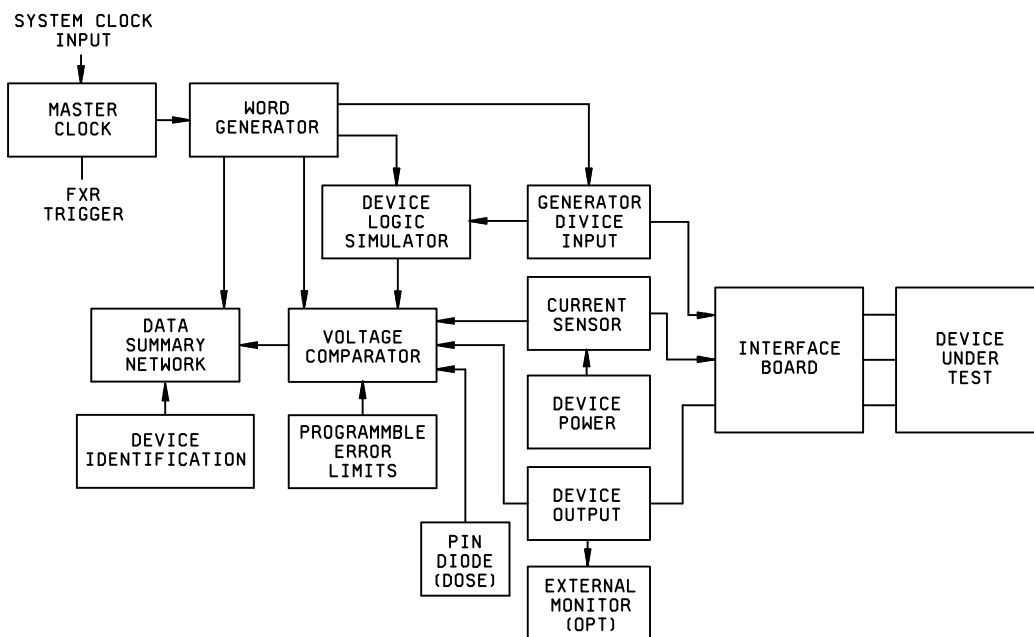 SYSTEM CLOCK
INPUT
MASTER
CLOCK
FXR
TRIGGER
WORD
GENERATOR
DEVICE
LOGIC
SIMULATOR
GENERATOR
DIVICE
INPUT
DATA
SUMMARY
NETWORK
VOLTAGE
COMPARATOR
CURRENT
SENSOR
INTERFACE
BOARD
DEVICE
UNDER
TEST
DEVICE
IDENTIFICATION
PROGRAMMBLE
ERROR
LIMITS
DEVICE
POWER
PIN
DIODE
(DOSE)
DEVICE
OUTPUT
EXTERNAL
MONITOR
(OPT)